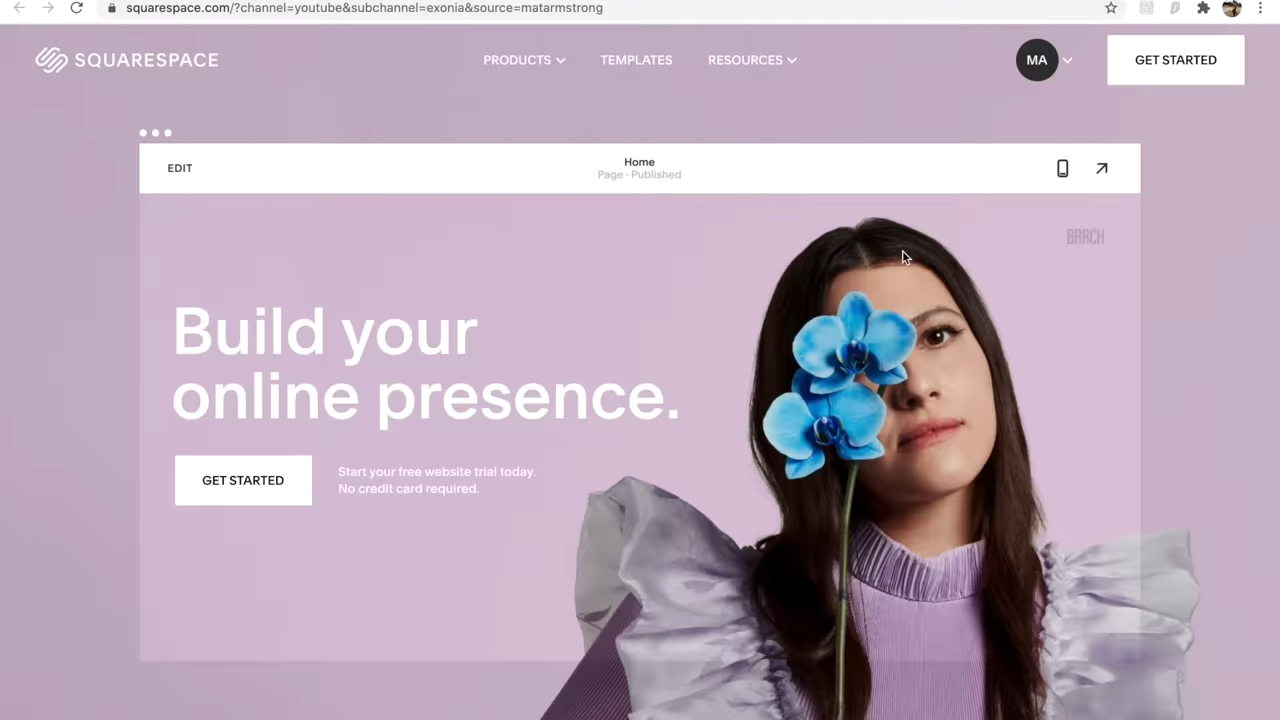 squarespace.com/?channel=youtube&subchannel=exonia&source=matarmstrong
SQUARESPACE
PRODUCTS
TEMPLATES
RESOURCES
MA
GET STARTED
EDIT
Home
Page · Published
BARCH
Build your
online presence.
GET STARTED
Start your free website trial today.
No credit card required.